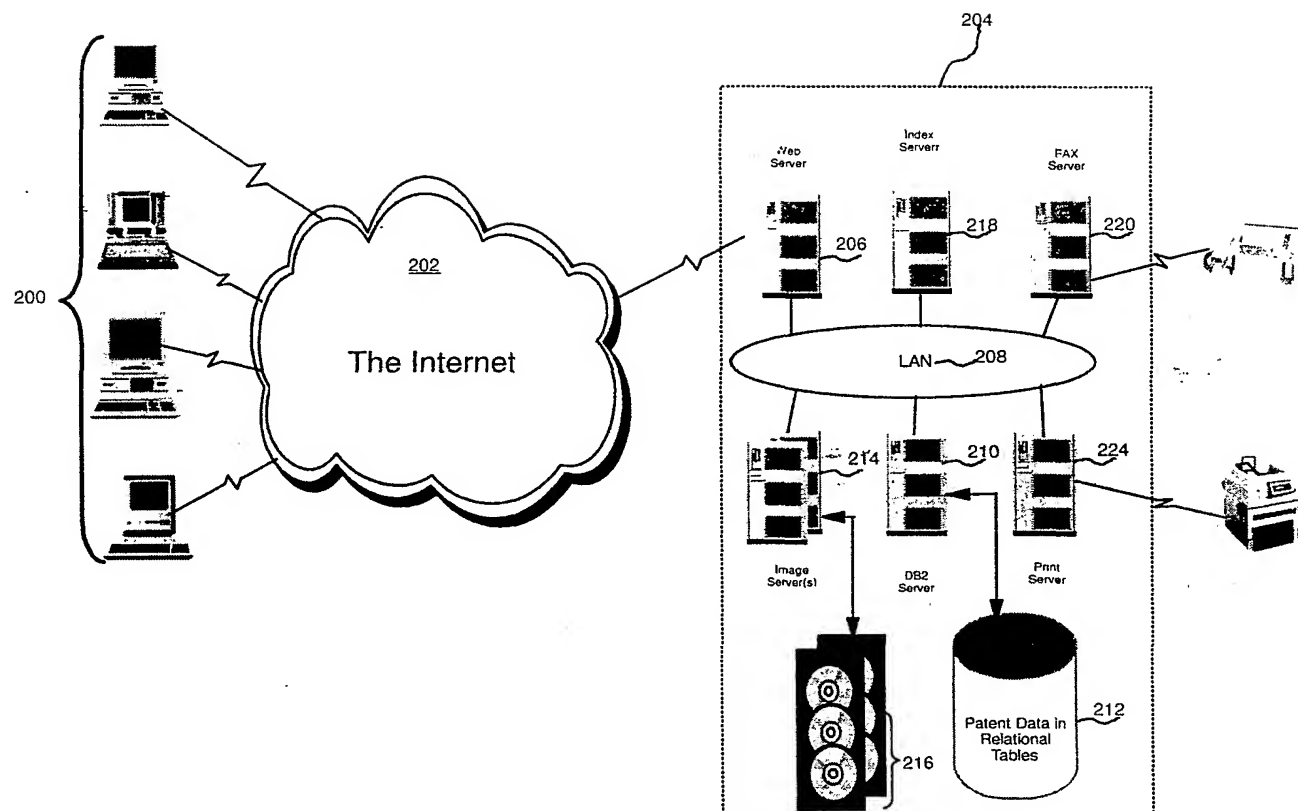 204
Web
Server
Index
Serverr
FAX
Server
206
218
220
202
200
The Internet
LAN
208
214
210
224
Image
Server(s)
DB2
Server
Print
Server
Patent Data in
Relational
Tables
212
216